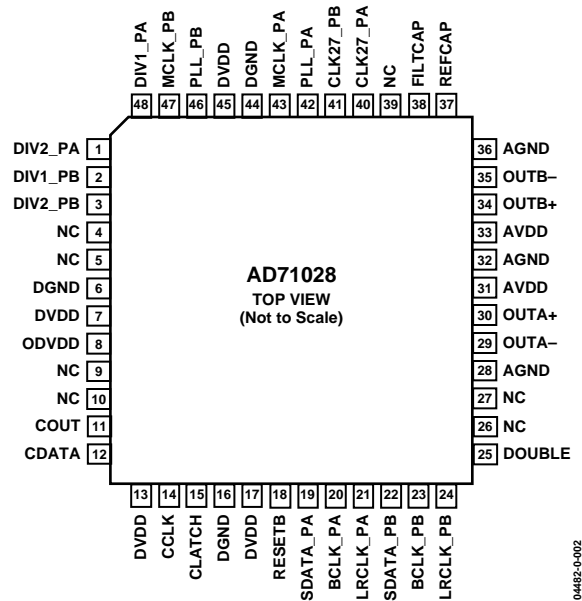 DIV1_PA
MCLK_PB
PLL_PB
DVDD
DGND
MCLK_PA
PLL_PA
CLK27_PB
CLK27_PA
NC
FILTCAP
REFCAP
48 47 46 45 44 43 42 41 40 39 38 37
DIV2_PA 1
DIV1_PB 2
DIV2_PB 3
NC 4
NC 5
DGND 6
DVDD 7
ODVDD 8
NC 9
NC 10
COUT 11
CDATA 12
AD71028
TOP VIEW
(Not to Scale)
36 AGND
35 OUTB–
34 OUTB+
33 AVDD
32 AGND
31 AVDD
30 OUTA+
29 OUTA–
28 AGND
27 NC
26 NC
25 DOUBLE
13 14 15 16 17 18 19 20 21 22 23 24
DVDD
CCLK
CLATCH
DGND
DVDD
RESETB
SDATA_PA
BCLK_PA
LRCLK_PA
SDATA_PB
BCLK_PB
LRCLK_PB
04482-0-002